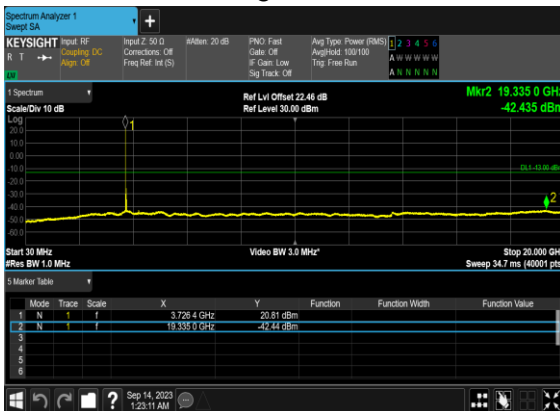 Spectrum Analyzer 1
Swept SA
KEYSIGHT Input: RF Input Z: 50 Ω #Atten: 20 dB PNO: Fast Avg Type: Power (RMS) 1 2 3 4 5 6
R T Coupling: DC Corrections: Off Gate: Off Avg|Hold: 100/100 A W W W W W
Align: Off Freq Ref: Int (S) IF Gain: Low Trig: Free Run
LV Sig Track: Off A N N N N N
1 Spectrum Ref Lvl Offset 22.46 dB Mkr2 19.335 0 GHz
Scale/Div 10 dB Ref Level 30.00 dBm -42.435 dBm
Log
20.0 1
10.0
0.00
-10.0 DL1 -13.00 dBm
-20.0
-30.0
-40.0 2
-50.0
-60.0
Start 30 MHz Video BW 3.0 MHz* Stop 20.000 GHz
#Res BW 1.0 MHz Sweep 34.7 ms (40001 pts)
5 Marker Table
Mode Trace Scale X Y Function Function Width Function Value
1 N 1 f 3.726 4 GHz 20.81 dBm
2 N 1 f 19.335 0 GHz -42.44 dBm
3
4
5
6
? Sep 14, 2023
1:23:11 AM